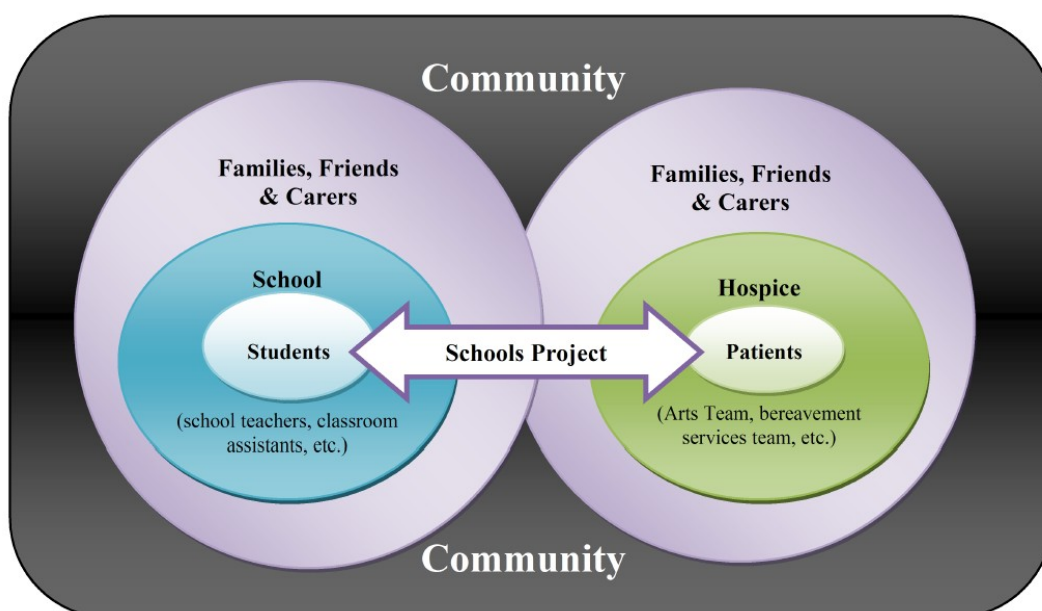 Community
Families, Friends
& Carers
School
Students
(school teachers, classroom
assistants, etc.)
Schools Project
Families, Friends
& Carers
Hospice
Patients
(Arts Team, bereavement
services team, etc.)
Community